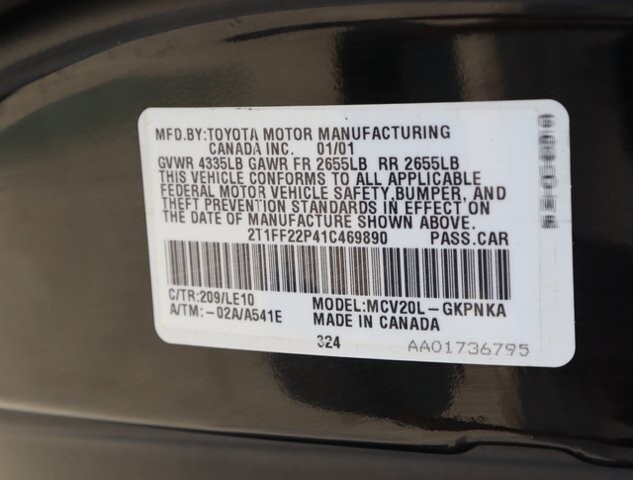 MFD.BY:TOYOTA MOTOR MANUFACTURING
CANADA INC. 01/01
GVWR 4335LB GAWR FR 2655LB RR 2655LB
THIS VEHICLE CONFORMS TO ALL APPLICABLE
FEDERAL MOTOR VEHICLE SAFETY,BUMPER, AND
THEFT PREVENTION STANDARDS IN EFFECT ON
THE DATE OF MANUFACTURE SHOWN ABOVE.
2T1FF22P41C469890 PASS.CAR
C/TR:209/LE10 MODEL:MCV20L-GKPNKA
A/TM:-02A/A541E MADE IN CANADA
324 AA01736795